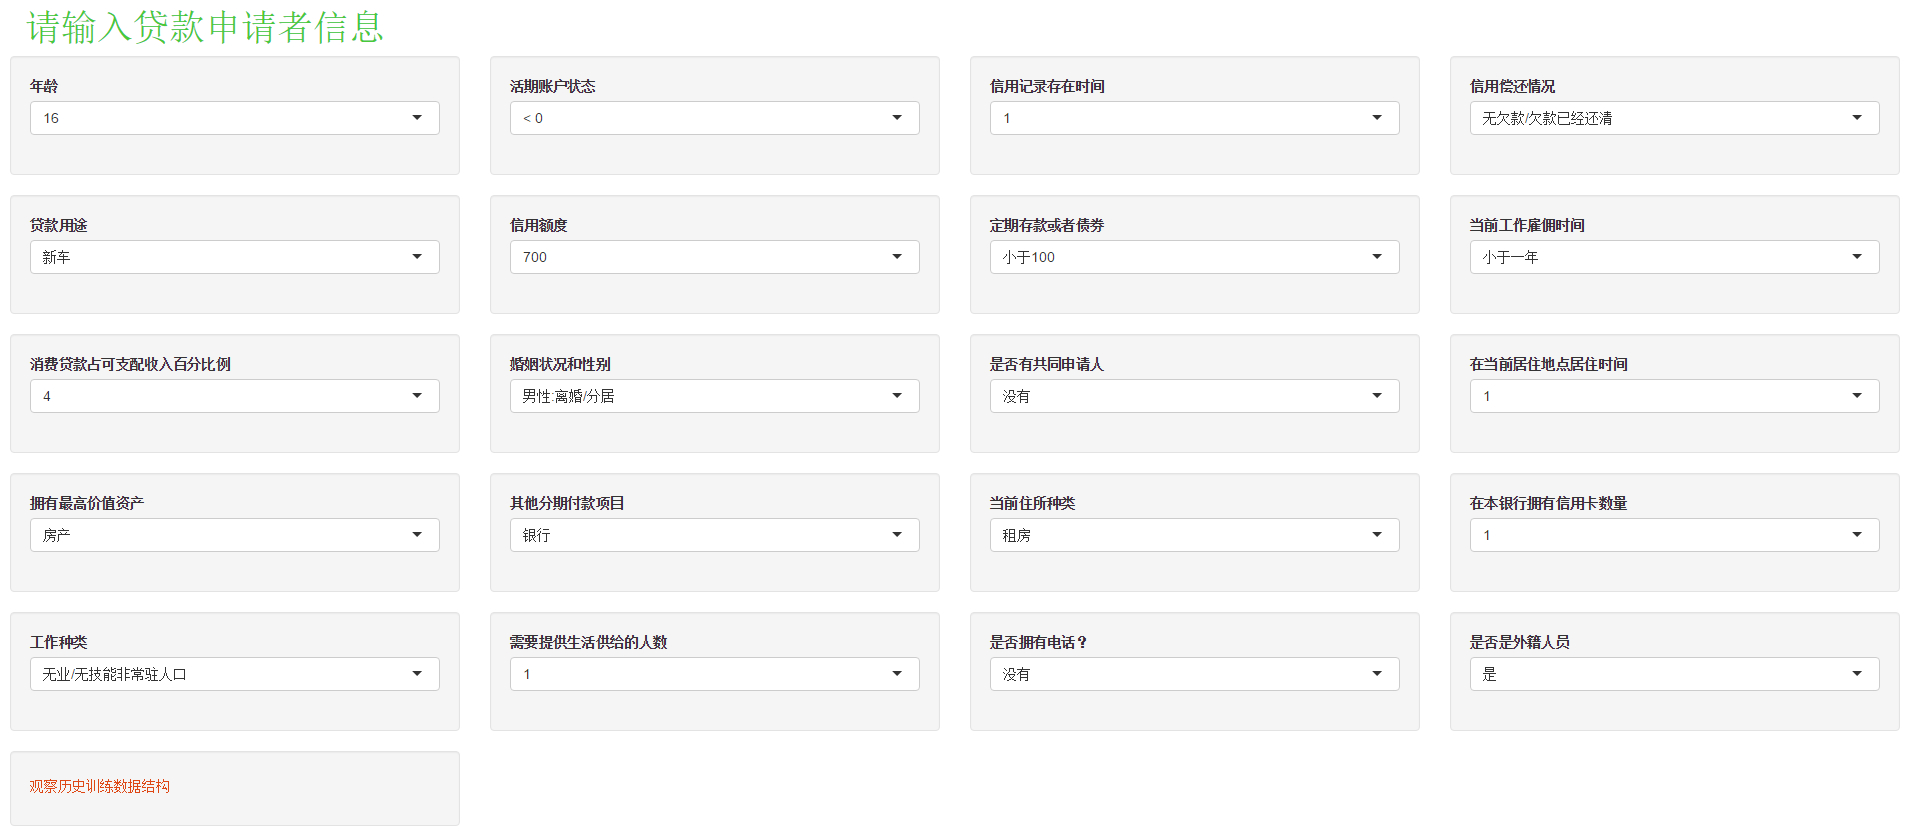 请输入贷款申请者信息
年龄
16
活期账户状态
< 0
信用记录存在时间
1
信用偿还情况
无欠款/欠款已经还清
贷款用途
新车
信用额度
700
定期存款或者债券
小于100
当前工作雇佣时间
小于一年
消费贷款占可支配收入百分比例
4
婚姻状况和性别
男性:离婚/分居
是否有共同申请人
没有
在当前居住地点居住时间
1
拥有最高价值资产
房产
其他分期付款项目
银行
当前住所种类
租房
在本银行拥有信用卡数量
1
工作种类
无业/无技能非常驻人口
需要提供生活供给的人数
1
是否拥有电话？
没有
是否是外籍人员
是
观察历史训练数据结构